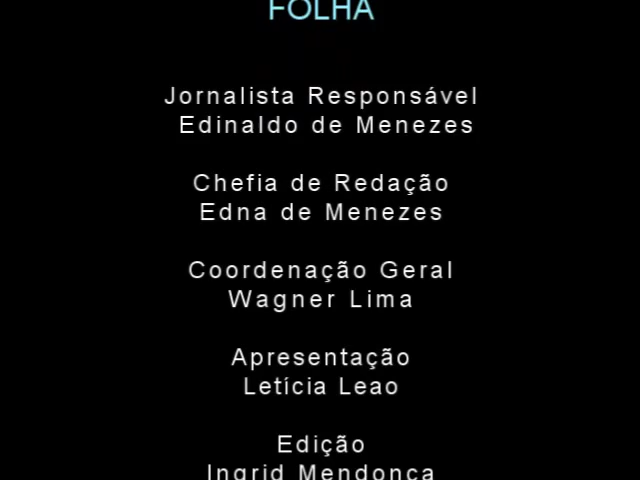 FOLHA
Jornalista Responsável
Edinaldo de Menezes
Chefia de Redação
Edna de Menezes
Coordenação Geral
Wagner Lima
Apresentação
Letícia Leao
Edição
Ingrid Mendonça